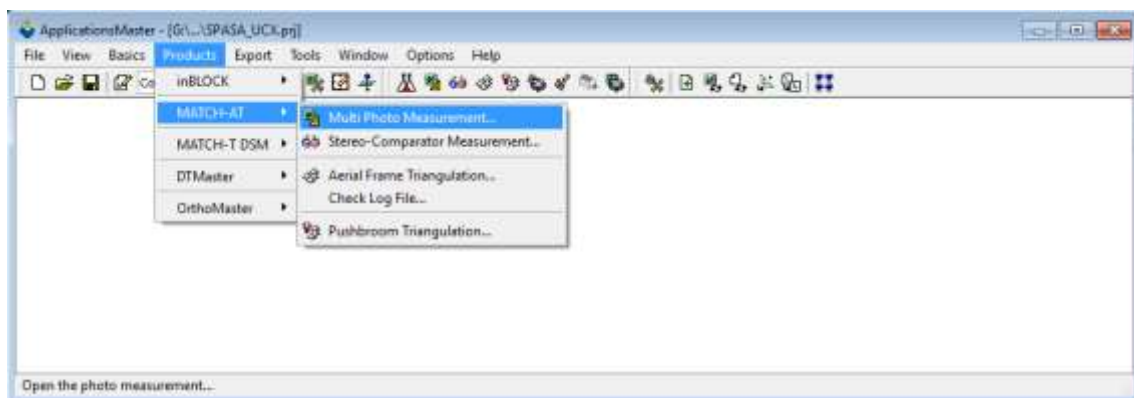 ApplicationsMaster - [G:\...\SPASA_UCX.prj]
File View Basics Products Export Tools Window Options Help
Co
inBLOCK
MATCH-AT
MATCH-T DSM
DTMaster
OrthoMaster
Multi Photo Measurement...
Stereo-Comparator Measurement...
Aerial Frame Triangulation...
Check Log File...
Pushbroom Triangulation...
Open the photo measurement...